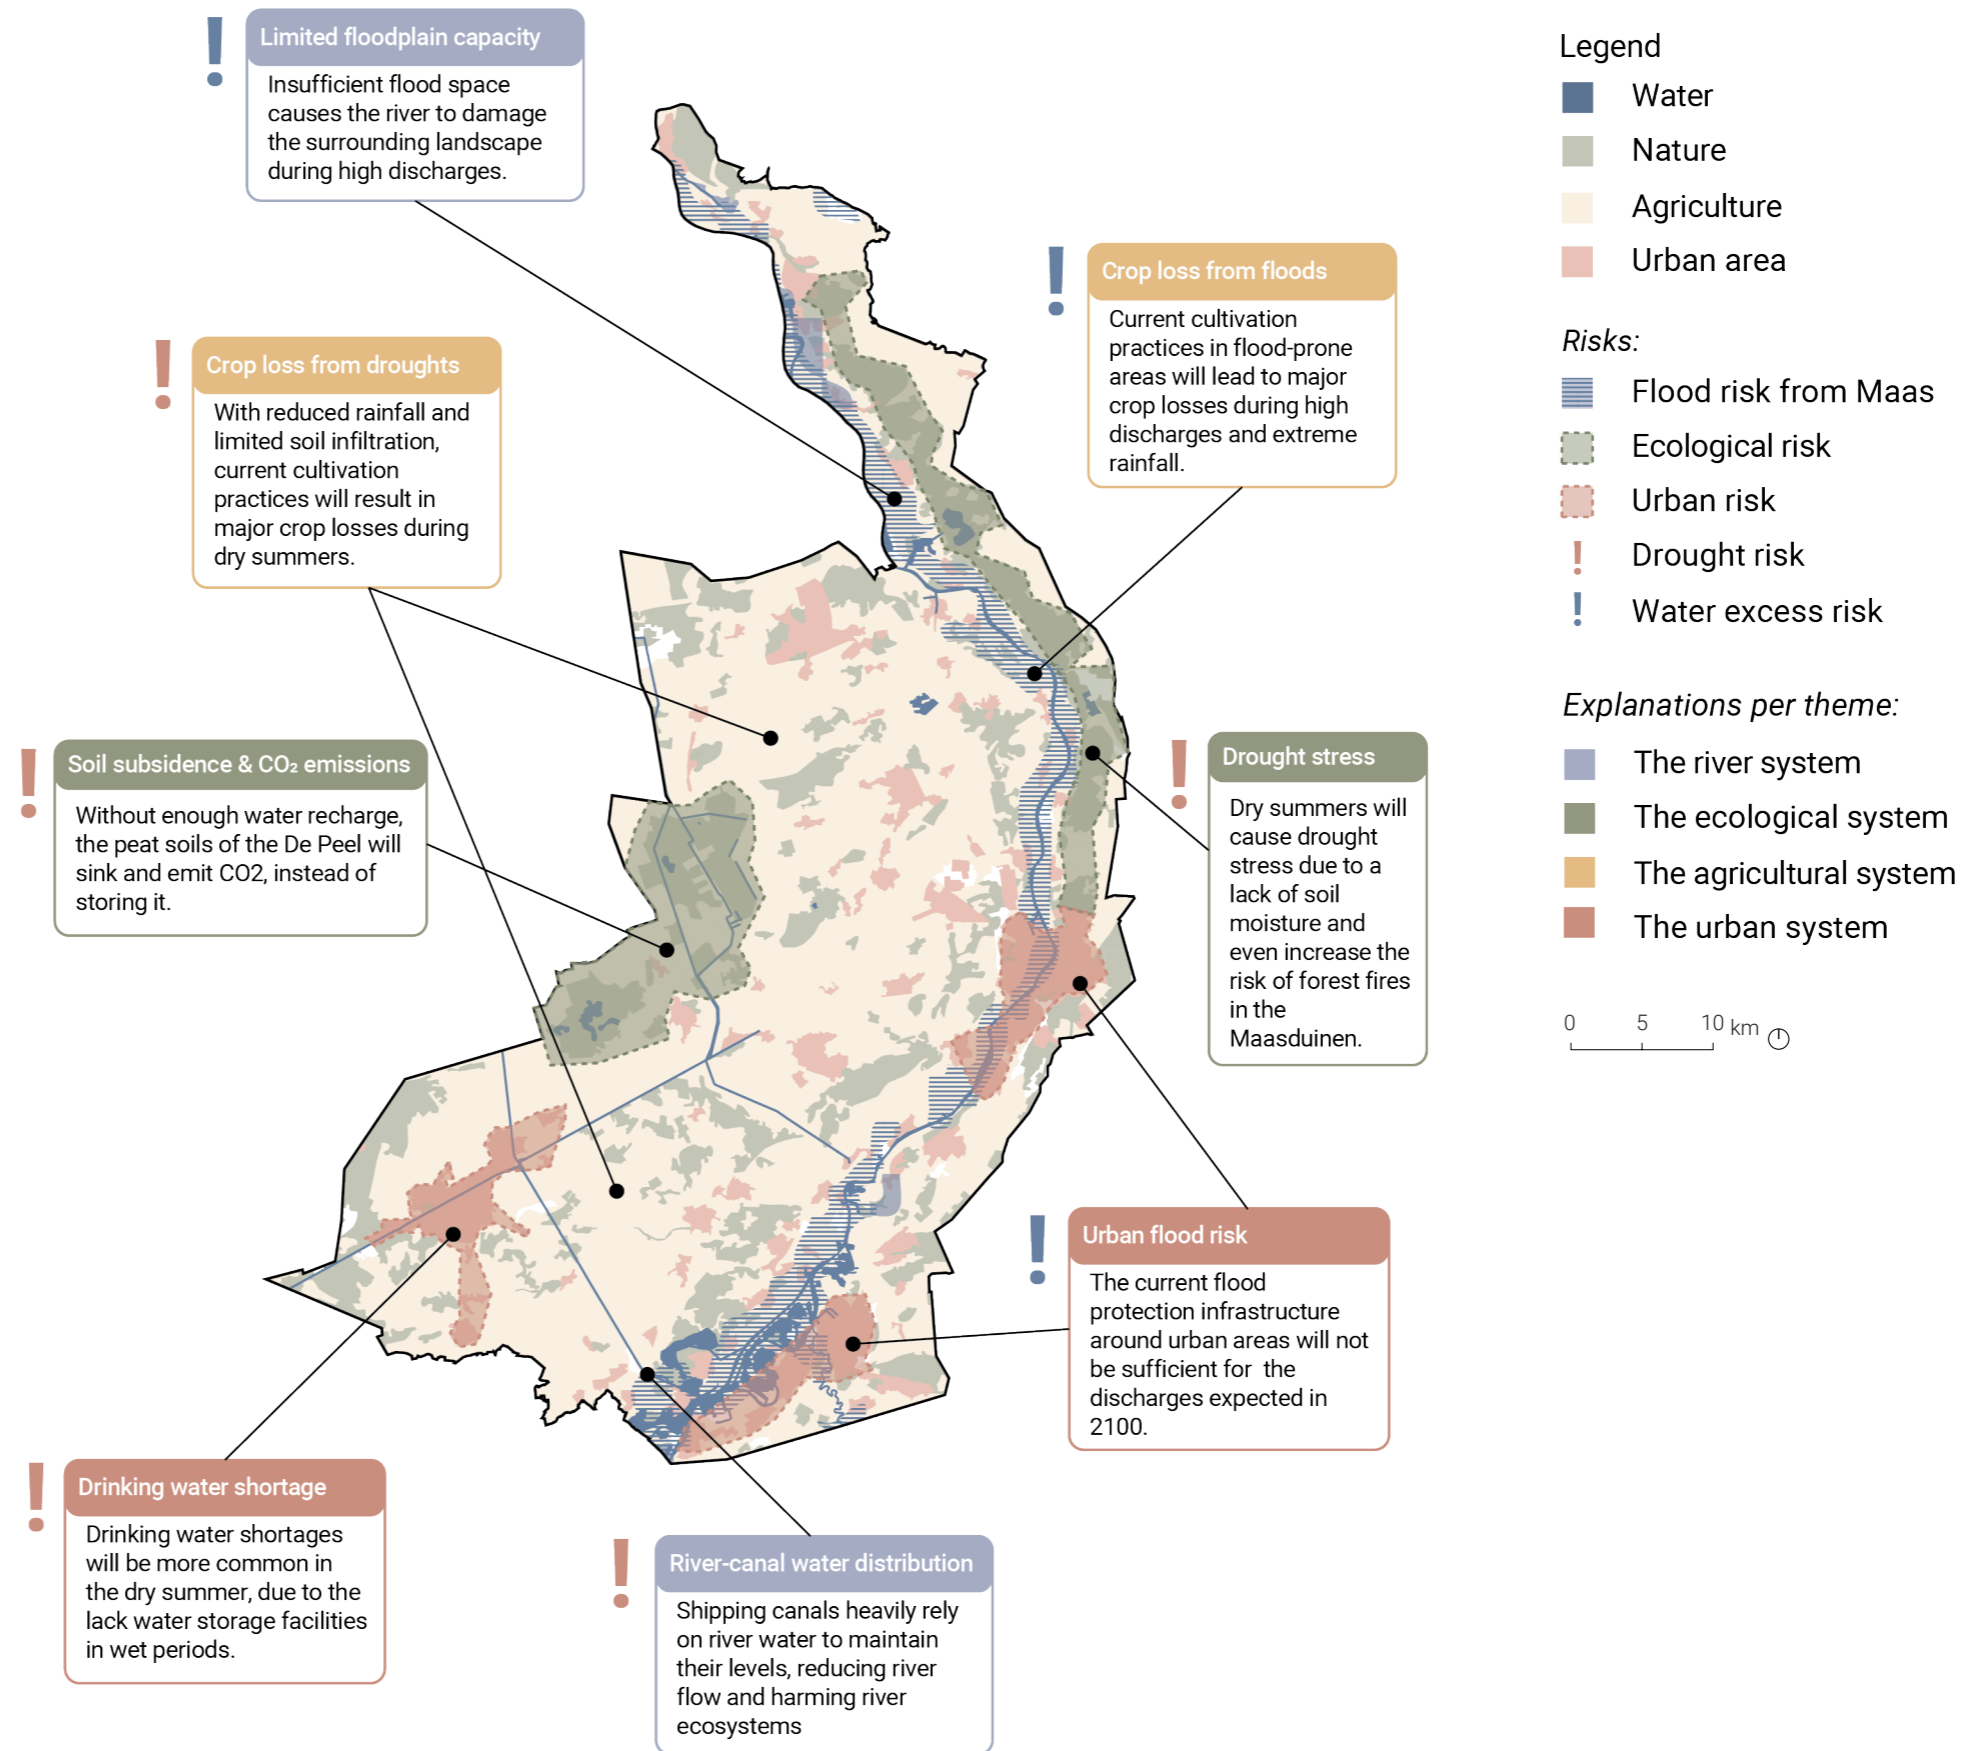 Limited floodplain capacity
Insufficient flood space
causes the river to damage
the surrounding landscape
during high discharges.
Crop loss from floods
Current cultivation
practices in flood-prone
areas will lead to major
crop losses during high
discharges and extreme
rainfall.
Crop loss from droughts
With reduced rainfall and
limited soil infiltration,
current cultivation
practices will result in
major crop losses during
dry summers.
Soil subsidence & CO₂ emissions
Without enough water recharge,
the peat soils of the De Peel will
sink and emit CO2, instead of
storing it.
Drought stress
Dry summers will
cause drought
stress due to a
lack of soil
moisture and
even increase the
risk of forest fires
in the
Maasduinen.
Urban flood risk
The current flood
protection infrastructure
around urban areas will not
be sufficient for the
discharges expected in
2100.
Drinking water shortage
Drinking water shortages
will be more common in
the dry summer, due to the
lack water storage facilities
in wet periods.
River-canal water distribution
Shipping canals heavily rely
on river water to maintain
their levels, reducing river
flow and harming river
ecosystems
Legend
Water
Nature
Agriculture
Urban area
Risks:
Flood risk from Maas
Ecological risk
Urban risk
! Drought risk
! Water excess risk
Explanations per theme:
The river system
The ecological system
The agricultural system
The urban system
0 5 10 km